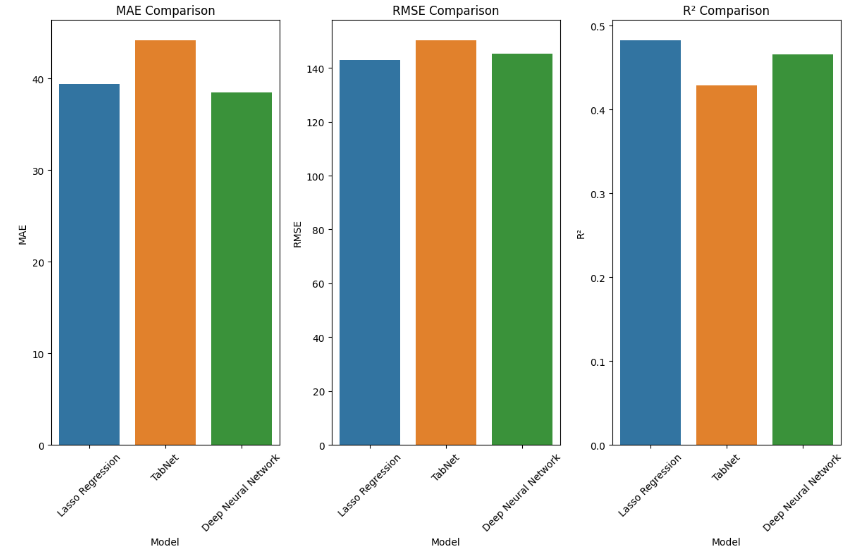 MAE Comparison
MAE
40
30
20
10
0
Lasso Regression
TabNet
Deep Neural Network
Model
RMSE Comparison
RMSE
140
120
100
80
60
40
20
0
Lasso Regression
TabNet
Deep Neural Network
R² Comparison
R²
0.5
0.4
0.3
0.2
0.1
0.0
Lasso Regression
TabNet
Deep Neural Network
Model